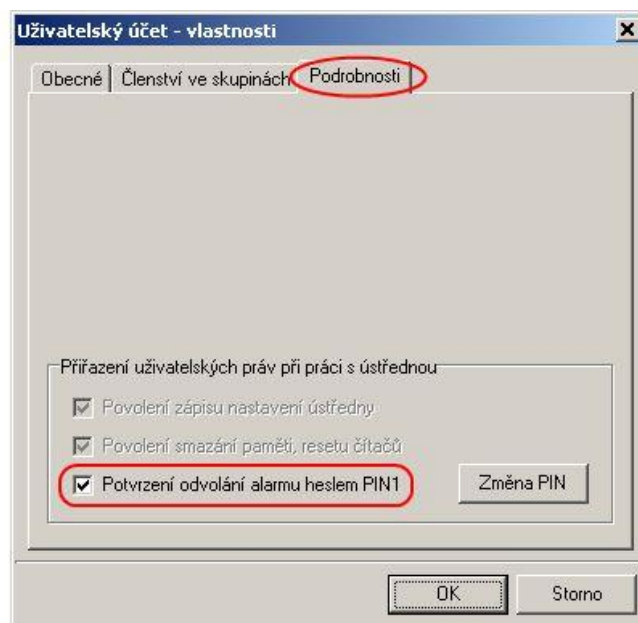 Uživatelský účet - vlastnosti
Obecné Členství ve skupinách Podrobnosti
Přiřazení uživatelských práv při práci s ústřednou
Povolení zápisu nastavení ústředny
Povolení smazání paměti, resetu čítačů
Potvrzení odvolání alarmu heslem PIN1
Změna PIN
OK Storno